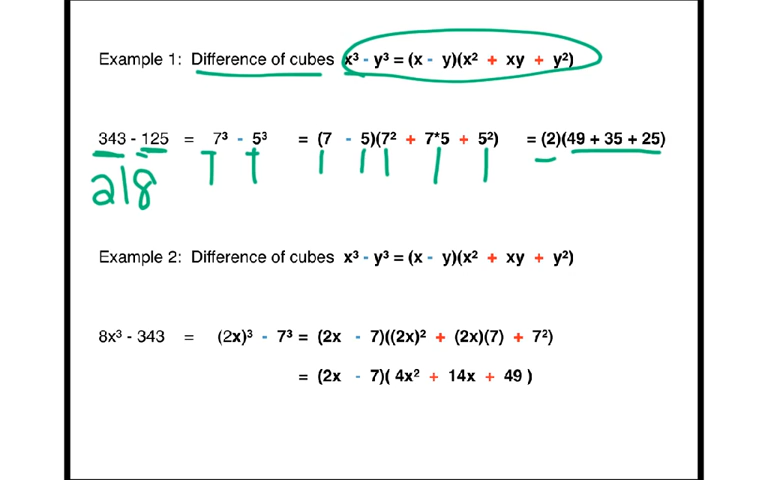 Example 1: Difference of cubes x³ - y³ = (x - y)(x² + xy + y²)
343 - 125 = 7³ - 5³ = (7 - 5)(7² + 7*5 + 5²) = (2)(49 + 35 + 25)
218
Example 2: Difference of cubes x³ - y³ = (x - y)(x² + xy + y²)
8x³ - 343 = (2x)³ - 7³ = (2x - 7)((2x)² + (2x)(7) + 7²)
= (2x - 7)( 4x² + 14x + 49 )